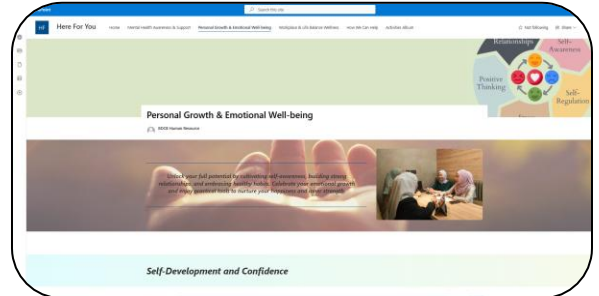 Search this site
Here For You
Home
Mental Health Awareness & Support
Personal Growth & Emotional Well-being
Workplace & Life Balance Wellness
How We Can Help
Activities Album
Not following
Share
Relationships
Self-
Awareness
Positive
Thinking
Self-
Regulation
Personal Growth & Emotional Well-being
Human Resource
Unlock your full potential by cultivating self-awareness, building strong
relationships, and embracing healthy habits. Celebrate your emotional growth
and enjoy practical tools to nurture your happiness and inner strength.
Self-Development and Confidence